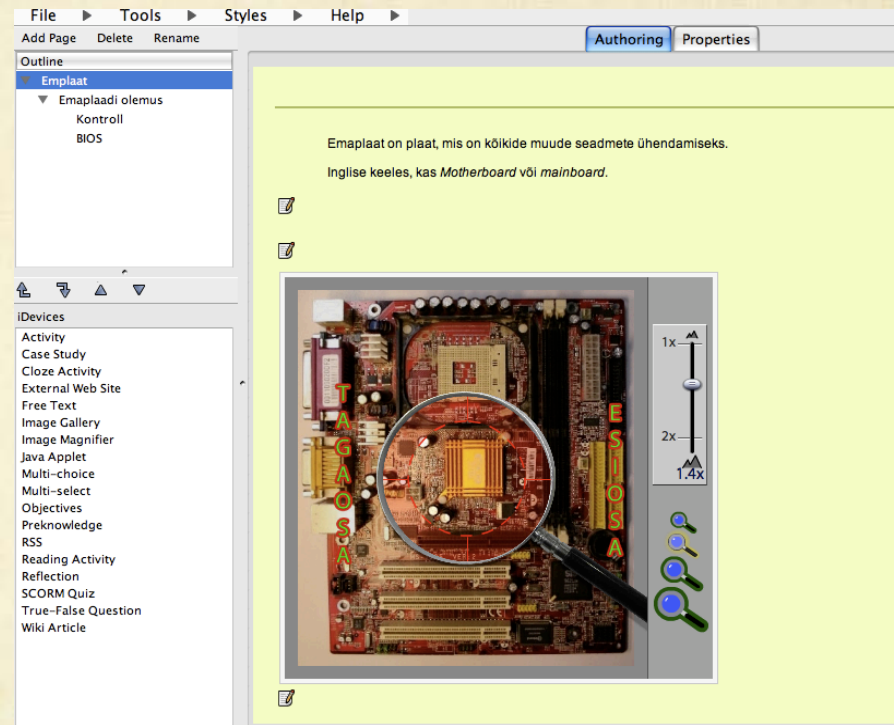 File Tools Styles Help
Add Page Delete Rename
Authoring Properties
Outline
Emplaat
Emaplaadi olemus
Kontroll
BIOS
iDevices
Activity
Case Study
Cloze Activity
External Web Site
Free Text
Image Gallery
Image Magnifier
Java Applet
Multi-choice
Multi-select
Objectives
Preknowledge
RSS
Reading Activity
Reflection
SCORM Quiz
True-False Question
Wiki Article
Emaplaat on plaat, mis on kõikide muude seadmete ühendamiseks.
Inglise keeles, kas Motherboard või mainboard.
TAGAOSA
ESIOSA
1x
2x
1.4x